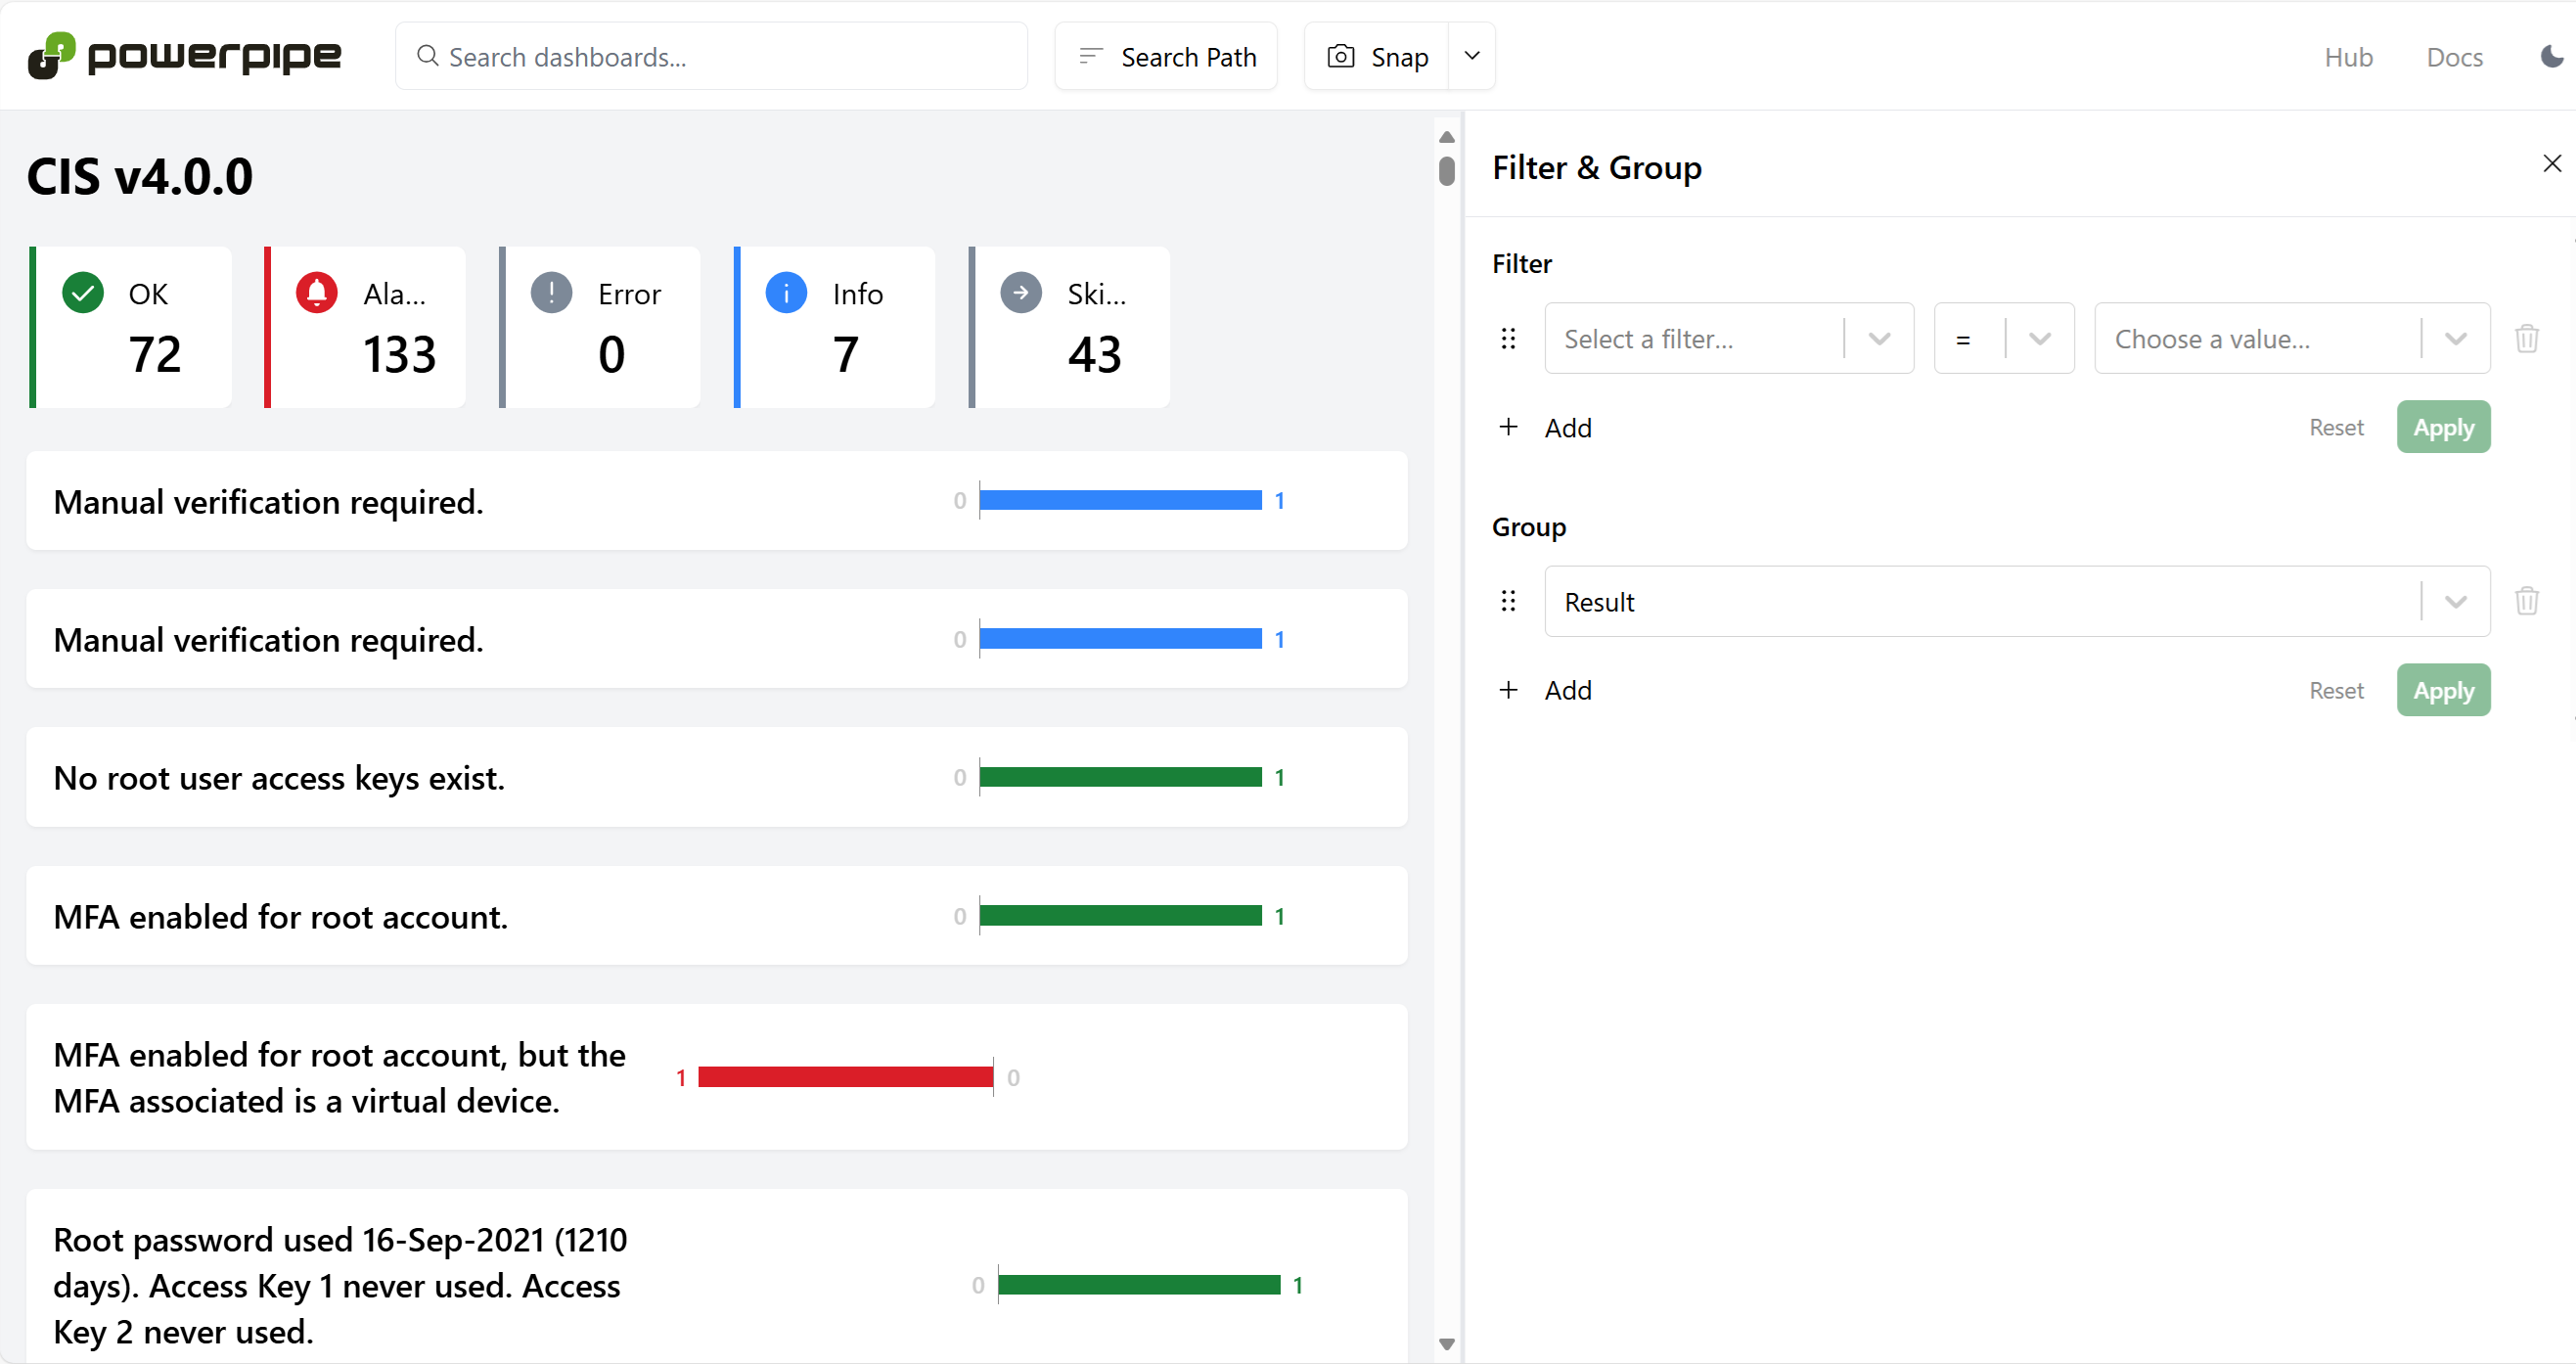 powerpipe
Search dashboards...
Search Path
Snap
Hub
Docs
CIS v4.0.0
OK
72
Ala...
133
Error
0
Info
7
Ski...
43
Manual verification required.
0 1
Manual verification required.
0 1
No root user access keys exist.
0 1
MFA enabled for root account.
0 1
MFA enabled for root account, but the
MFA associated is a virtual device.
1 0
Root password used 16-Sep-2021 (1210
days). Access Key 1 never used. Access
Key 2 never used.
0 1
Filter & Group
Filter
Select a filter...
=
Choose a value...
+ Add
Reset
Apply
Group
Result
+ Add
Reset
Apply